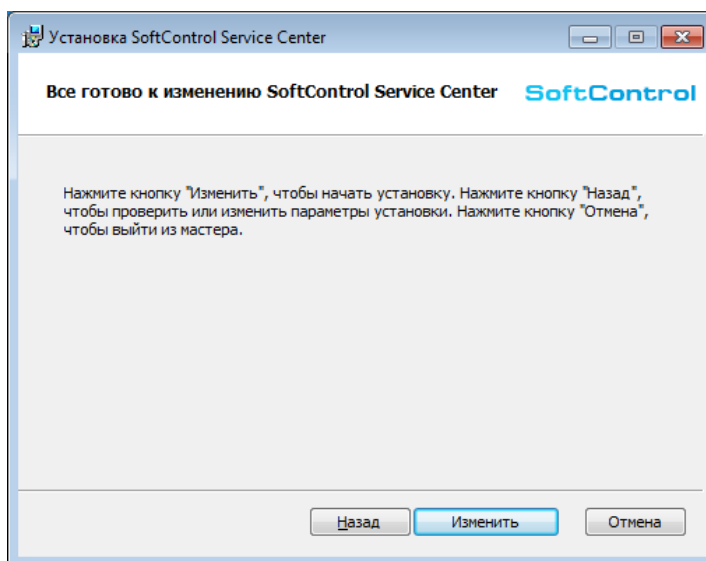 Установка SoftControl Service Center
Все готово к изменению SoftControl Service Center
SoftControl
Нажмите кнопку "Изменить", чтобы начать установку. Нажмите кнопку "Назад",
чтобы проверить или изменить параметры установки. Нажмите кнопку "Отмена",
чтобы выйти из мастера.
Назад
Изменить
Отмена